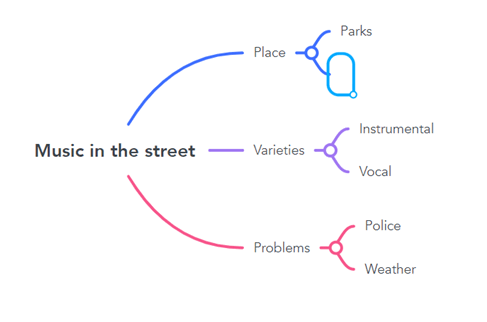 Music in the street
Place
Parks
Varieties
Instrumental
Vocal
Problems
Police
Weather